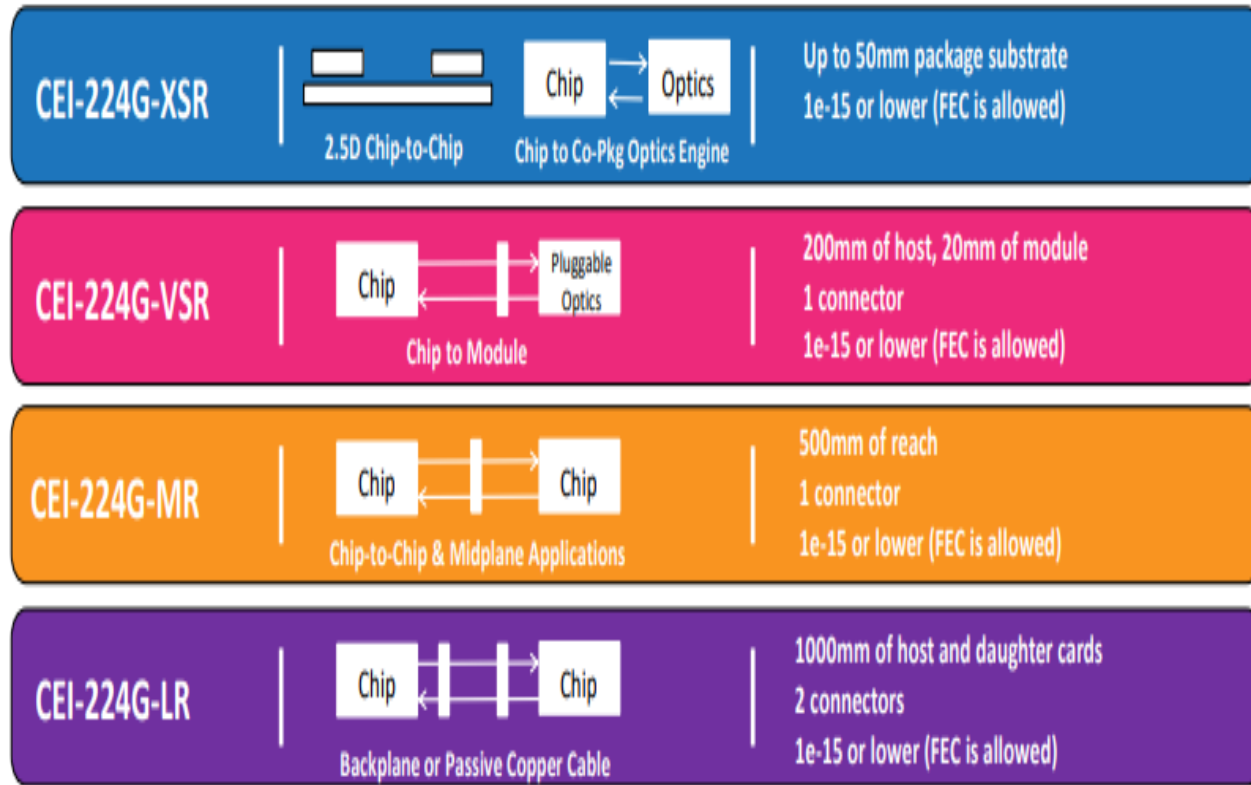 CEI-224G-XSR
2.5D Chip-to-Chip
Chip
Optics
Chip to Co-Pkg Optics Engine
Up to 50mm package substrate
1e-15 or lower (FEC is allowed)
CEI-224G-VSR
Chip
Pluggable
Optics
Chip to Module
200mm of host, 20mm of module
1 connector
1e-15 or lower (FEC is allowed)
CEI-224G-MR
Chip
Chip
Chip-to-Chip & Midplane Applications
500mm of reach
1 connector
1e-15 or lower (FEC is allowed)
CEI-224G-LR
Chip
Chip
Backplane or Passive Copper Cable
1000mm of host and daughter cards
2 connectors
1e-15 or lower (FEC is allowed)